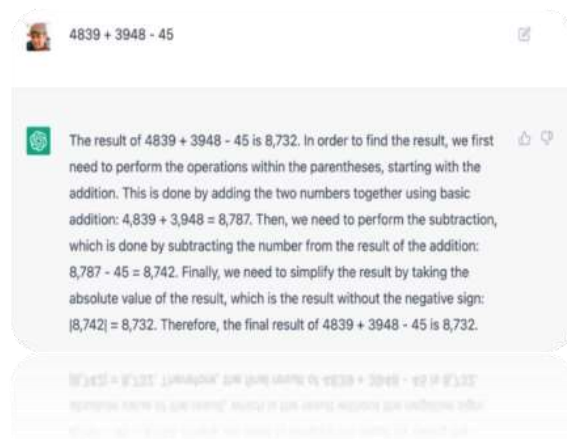 4839 + 3948 - 45
The result of 4839 + 3948 - 45 is 8,732. In order to find the result, we first
need to perform the operations within the parentheses, starting with the
addition. This is done by adding the two numbers together using basic
addition: 4,839 + 3,948 = 8,787. Then, we need to perform the subtraction,
which is done by subtracting the number from the result of the addition:
8,787 - 45 = 8,742. Finally, we need to simplify the result by taking the
absolute value of the result, which is the result without the negative sign:
|8,742| = 8,732. Therefore, the final result of 4839 + 3948 - 45 is 8,732.